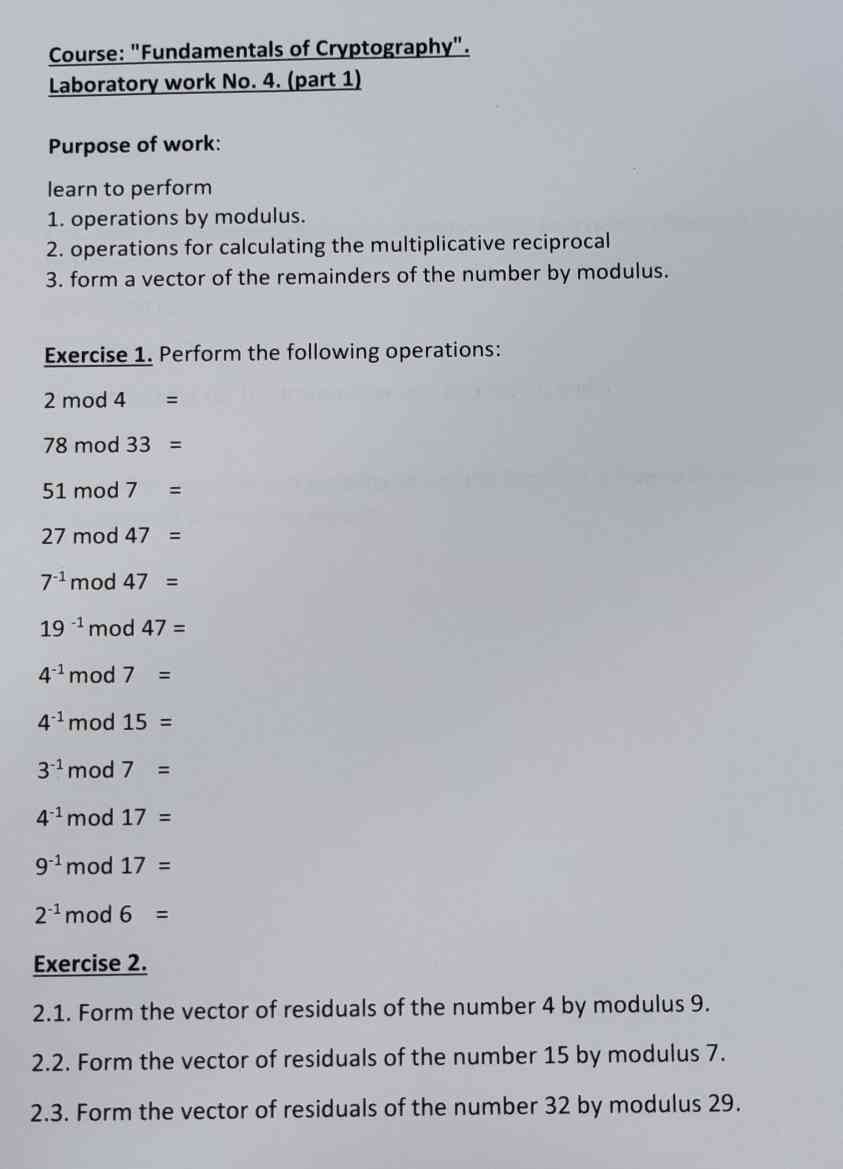 Course: "Fundamentals of Cryptography".
Laboratory work No. 4. (part 1)
Purpose of work:
learn to perform
1. operations by modulus.
2. operations for calculating the multiplicative reciprocal
3. form a vector of the remainders of the number by modulus.
Exercise 1. Perform the following operations:
2 mod 4 =
78 mod 33 =
51 mod 7 =
27 mod 47 =
7⁻¹ mod 47 =
19 ⁻¹ mod 47 =
4⁻¹ mod 7 =
4⁻¹ mod 15 =
3⁻¹ mod 7 =
4⁻¹ mod 17 =
9⁻¹ mod 17 =
2⁻¹ mod 6 =
Exercise 2.
2.1. Form the vector of residuals of the number 4 by modulus 9.
2.2. Form the vector of residuals of the number 15 by modulus 7.
2.3. Form the vector of residuals of the number 32 by modulus 29.